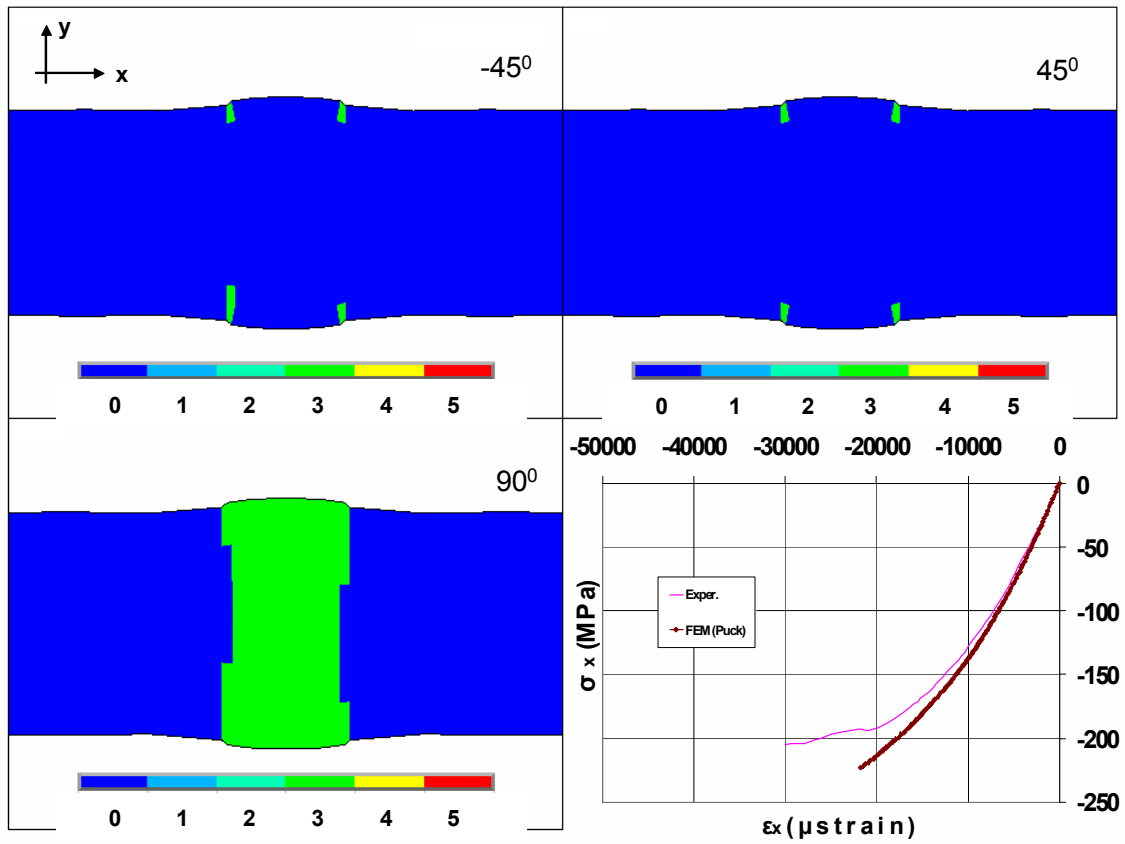 y
x
-45⁰
0 1 2 3 4 5
45⁰
0 1 2 3 4 5
90⁰
0 1 2 3 4 5
-50000 -40000 -30000 -20000 -10000 0
0
-50
-100
-150
-200
-250
Exper.
FEM (Puck)
σ x (MPa)
εx (μstrain)